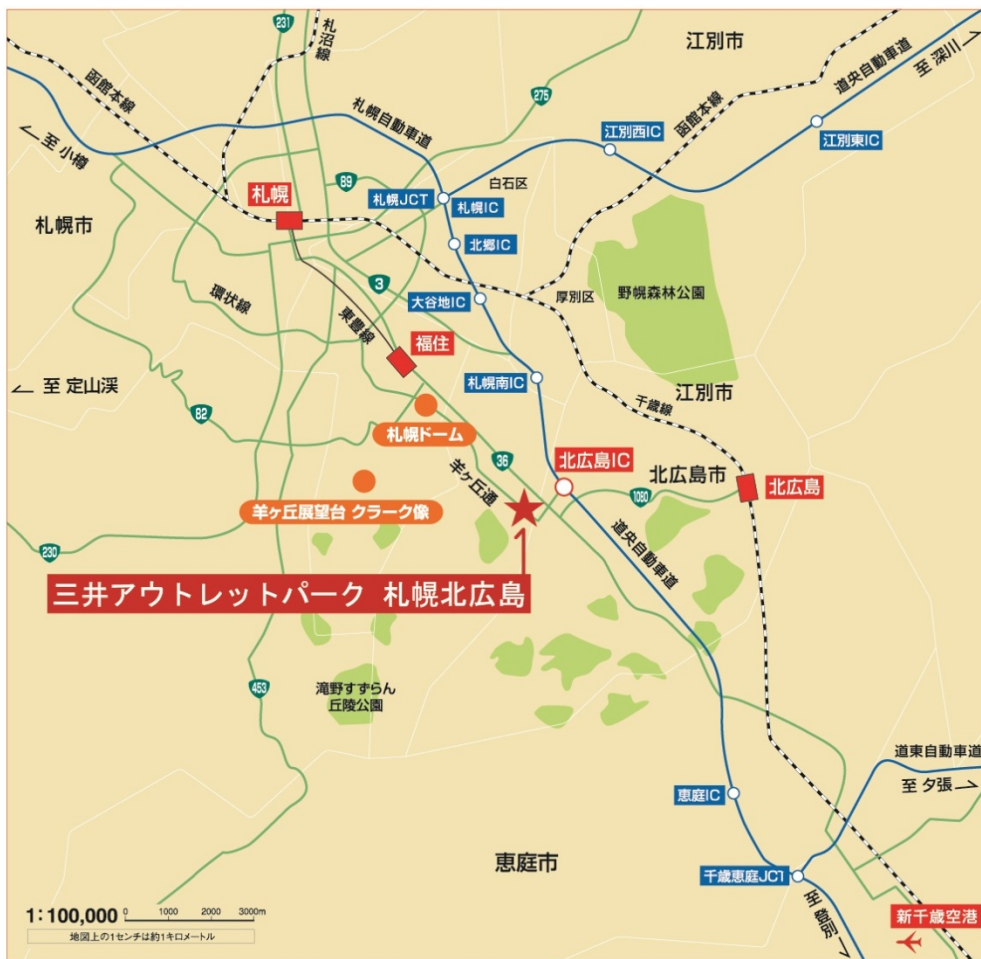 231
札沼線
江別市
道央自動車道
至 深川
函館本線
275
札幌自動車道
函館本線
江別西IC
江別東IC
至 小樽
89
白石区
札幌
札幌JCT
札幌IC
札幌市
北郷IC
3
環状線
東豊線
大谷地IC
厚別区
野幌森林公園
福住
札幌南IC
江別市
至 定山渓
千歳線
82
札幌ドーム
36
羊ヶ丘通
北広島IC
北広島市
北広島
1080
羊ヶ丘展望台 クラーク像
道央自動車道
230
三井アウトレットパーク 札幌北広島
453
滝野すずらん
丘陵公園
道東自動車道
恵庭IC
至 夕張
恵庭市
千歳恵庭JCT
至 登別
新千歳空港
1:100,000
0 1000 2000 3000m
地図上の1センチは約1キロメートル